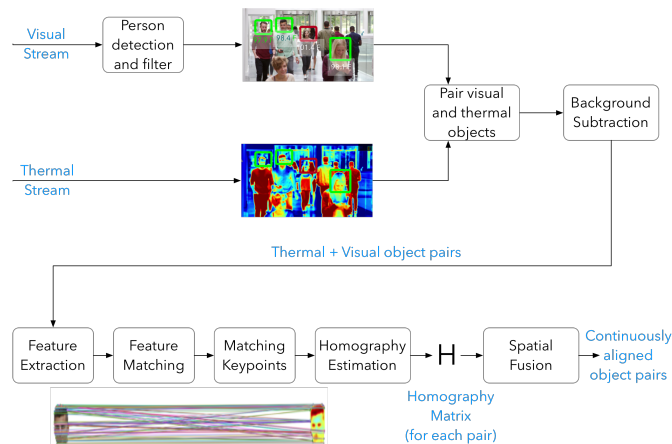 Visual
Stream
Person
detection
and filter
98.4
Pair visual
and thermal
objects
Background
Subtraction
Thermal
Stream
Thermal + Visual object pairs
Feature
Extraction
Feature
Matching
Matching
Keypoints
Homography
Estimation
H
Spatial
Fusion
Continuously
aligned
object pairs
Homography
Matrix
(for each pair)